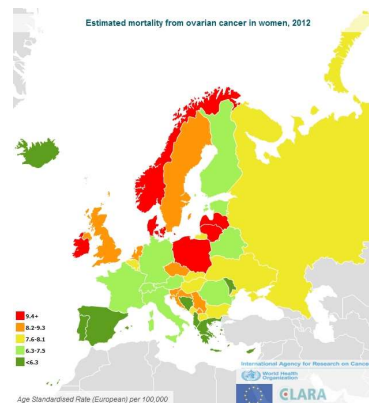 Estimated mortality from ovarian cancer in women, 2012
9.4+
8.2-9.3
7.6-8.1
6.3-7.5
<6.3
International Agency for Research on Cancer
World Health
Organization
CLARA
Age Standardised Rate (European) per 100,000